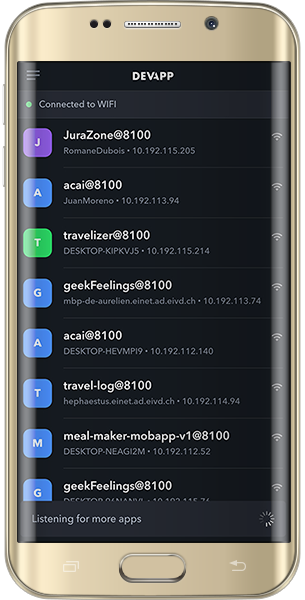 DEVAPP
Connected to WIFI
J
JuraZone@8100
RomaneDubois • 10.192.115.205
A
acai@8100
JuanMoreno • 10.192.113.94
T
travelizer@8100
DESKTOP-KIPKVJ5 • 10.192.115.214
G
geekFeelings@8100
mbp-de-aurelien.einet.ad.eivd.ch • 10.192.113.74
A
acai@8100
DESKTOP-HEVMPI9 • 10.192.112.140
T
travel-log@8100
hephaestus.einet.ad.eivd.ch • 10.192.114.94
M
meal-maker-mobapp-v1@8100
DESKTOP-NEAGI2M • 10.192.112.52
G
geekFeelings@8100
Listening for more apps